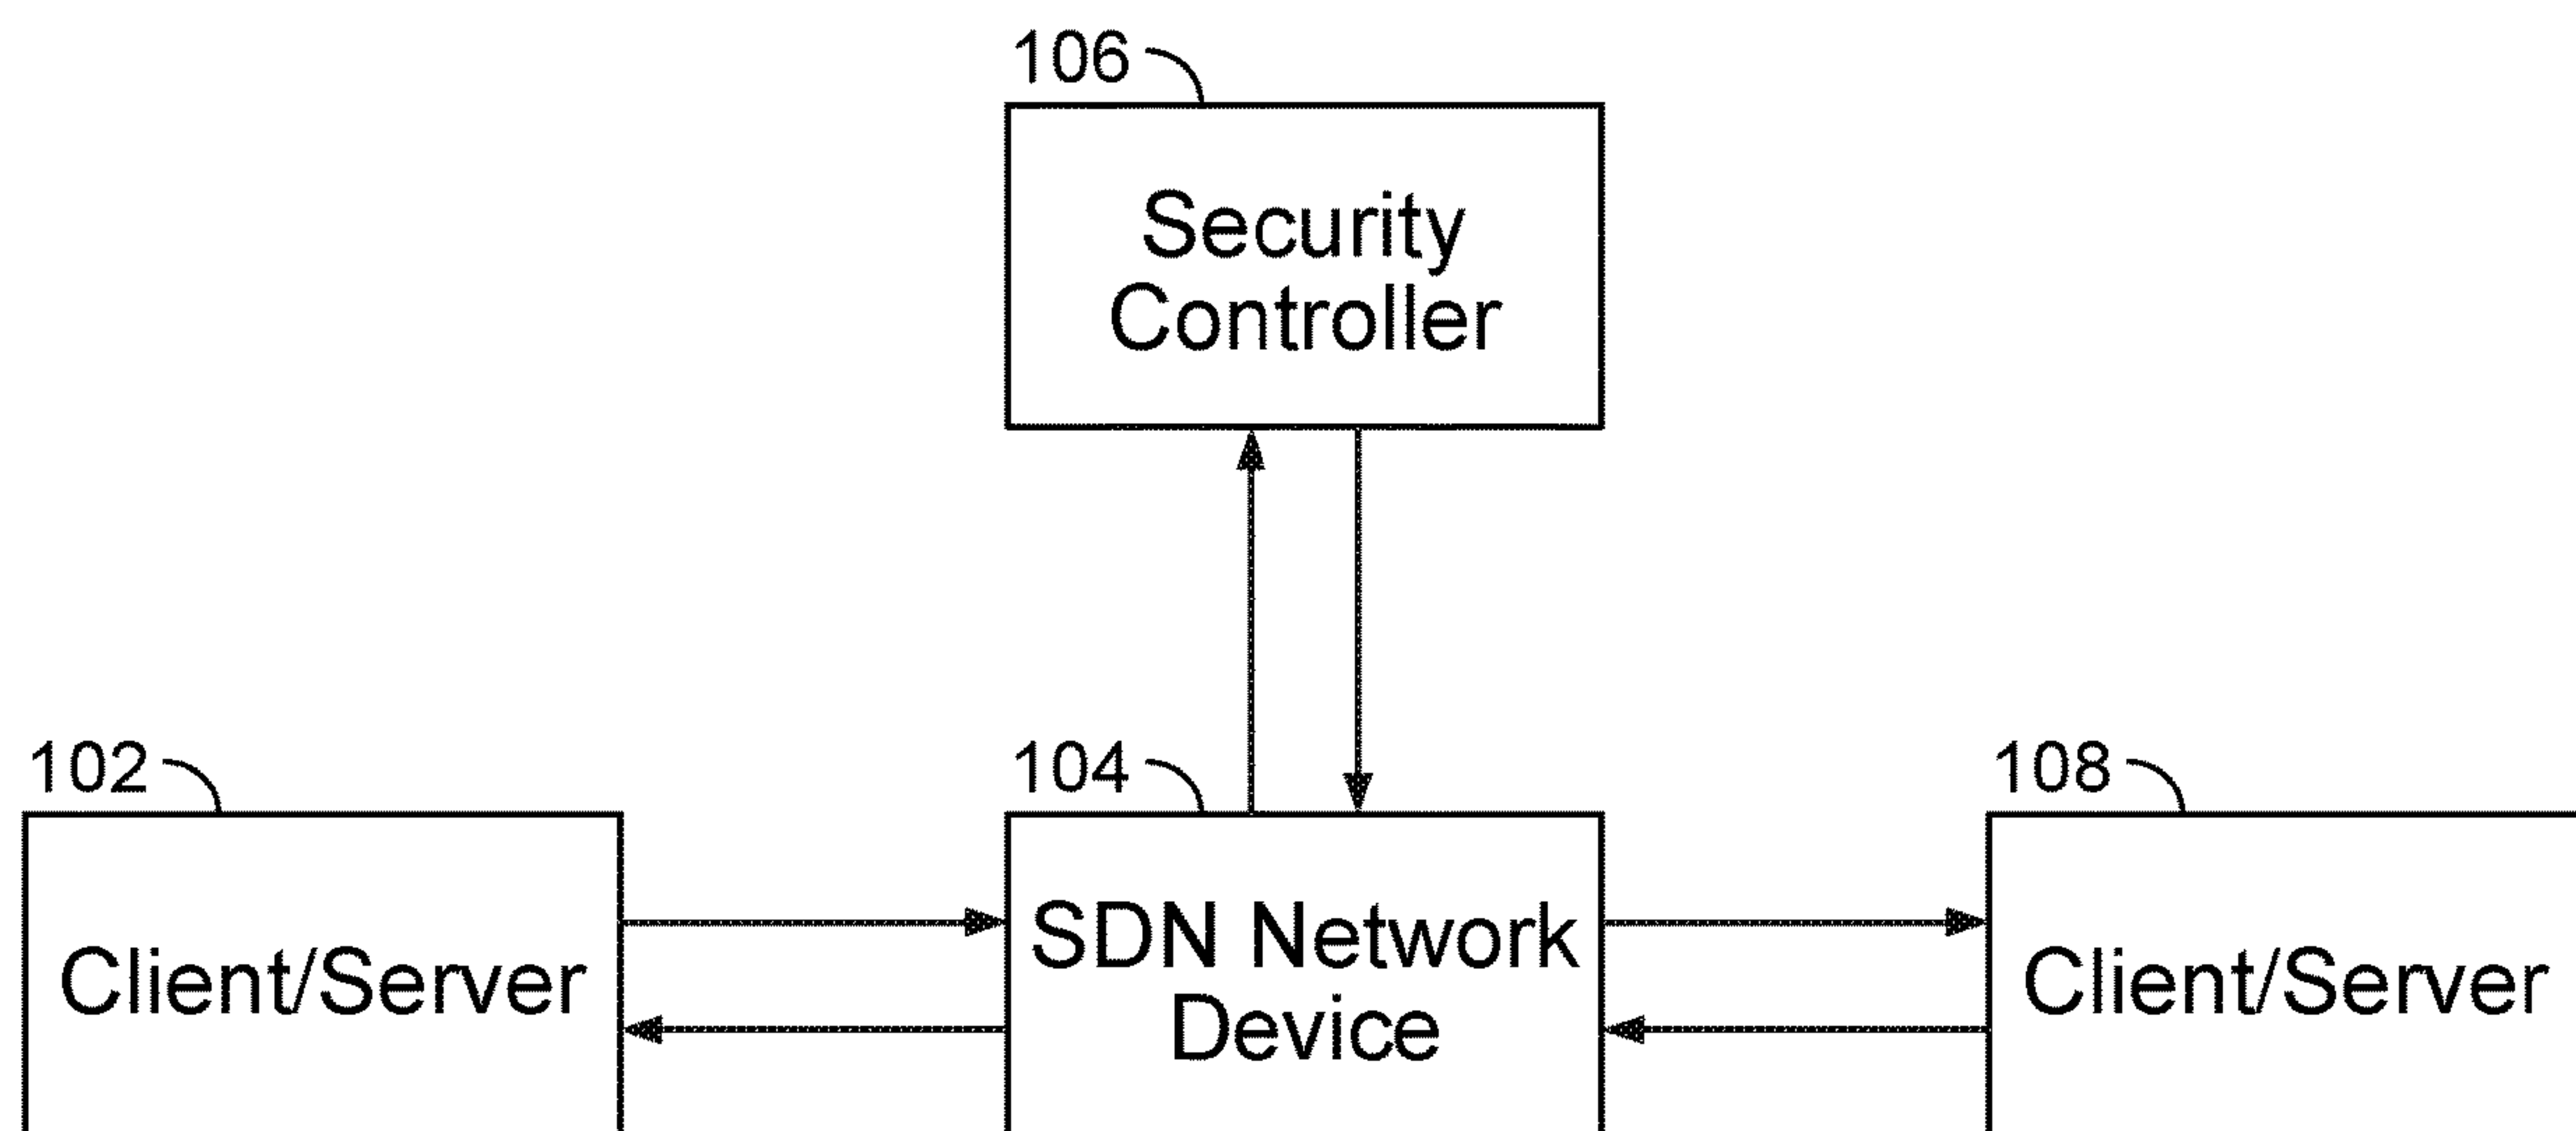 106
Security
Controller
102
104
108
Client/Server
SDN Network
Device
Client/Server